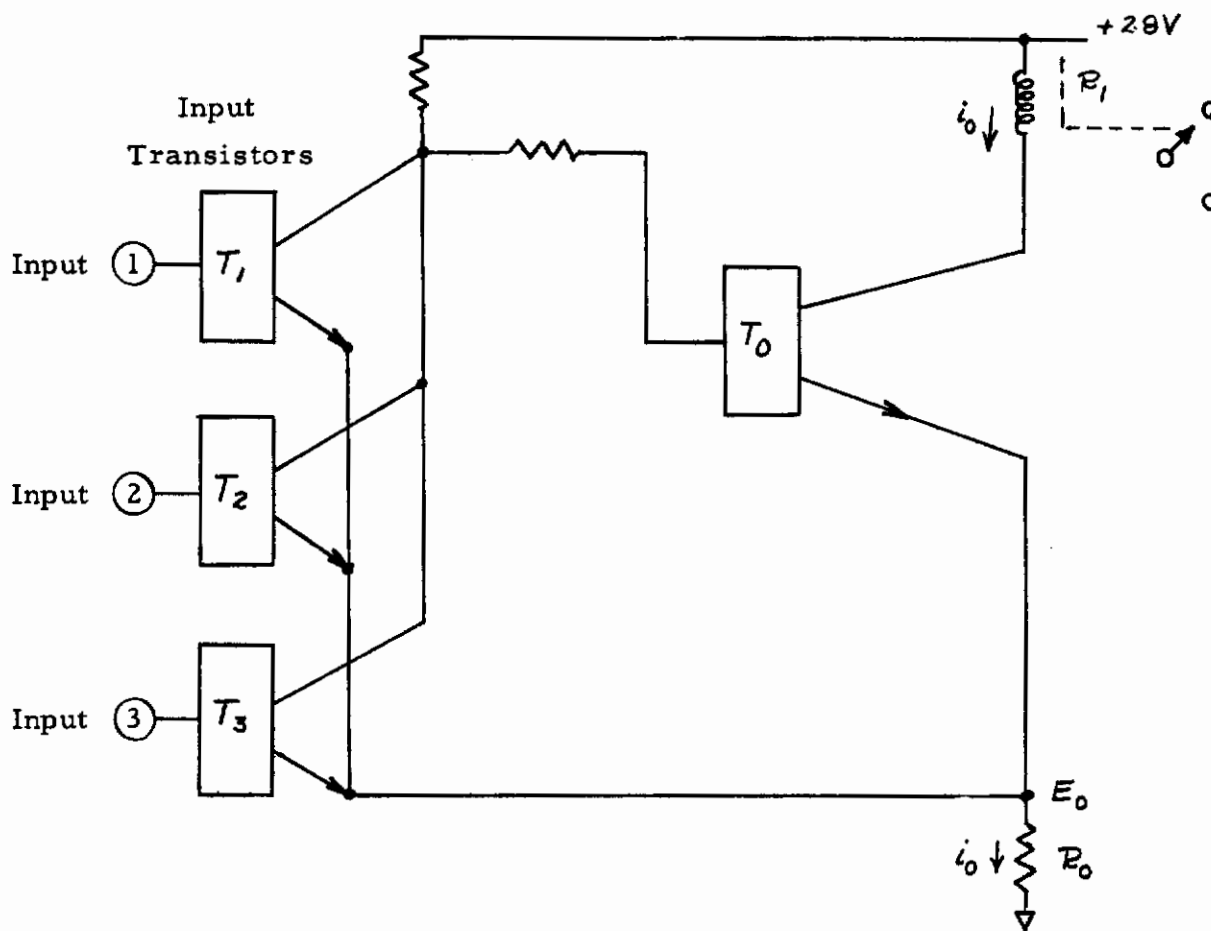 +28V
R₁
i₀
Input
Transistors
Input 1 T₁
T₀
Input 2 T₂
Input 3 T₃
E₀
i₀ R₀